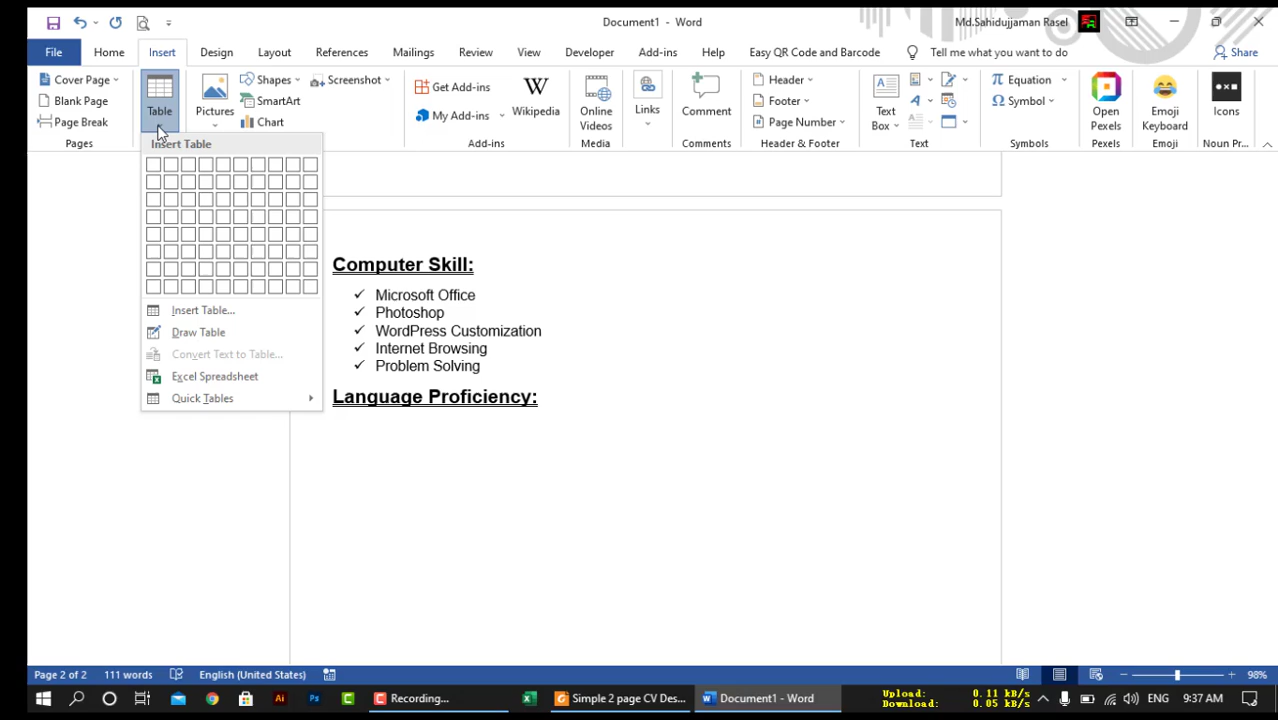 Document1 - Word
Md.Sahidujjaman Rasel
File Home Insert Design Layout References Mailings Review View Developer Add-ins Help Easy QR Code and Barcode Tell me what you want to do Share
Cover Page
Blank Page
Page Break
Pages
Table
Pictures
Shapes
SmartArt
Chart
Screenshot
Get Add-ins
My Add-ins
Wikipedia
Add-ins
Online
Videos
Media
Links
Comment
Comments
Header
Footer
Page Number
Header & Footer
Text
Box
Text
Equation
Symbol
Symbols
Open
Pexels
Pexels
Emoji
Keyboard
Emoji
Icons
Noun Pr...
Insert Table
Insert Table...
Draw Table
Convert Text to Table...
Excel Spreadsheet
Quick Tables
Computer Skill:
✓ Microsoft Office
✓ Photoshop
✓ WordPress Customization
✓ Internet Browsing
✓ Problem Solving
Language Proficiency:
Page 2 of 2 111 words English (United States) 98%
Recording...
Simple 2 page CV Des...
Document1 - Word
Upload: 0.11 kB/s
Download: 0.05 kB/s
ENG
9:37 AM